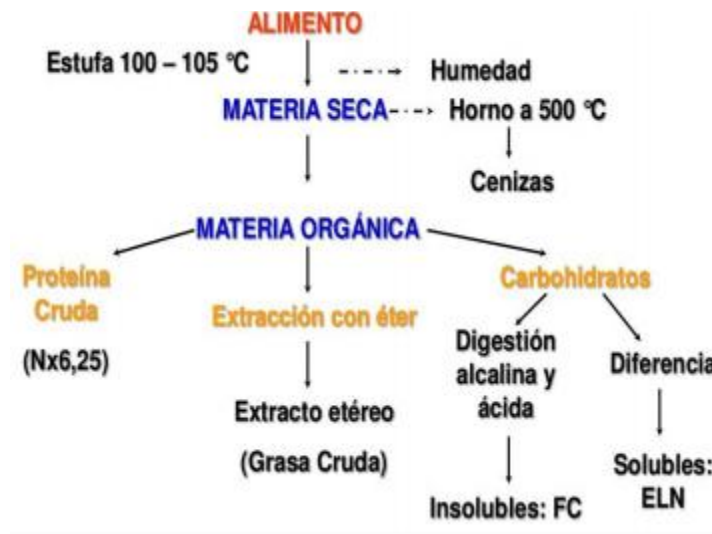 ALIMENTO
Estufa 100 – 105 °C
Humedad
MATERIA SECA
Horno a 500 °C
Cenizas
MATERIA ORGÁNICA
Proteína
Cruda
(Nx6,25)
Extracción con éter
Extracto etéreo
(Grasa Cruda)
Carbohidratos
Digestión
alcalina y
ácida
Insolubles: FC
Diferencia
Solubles:
ELN